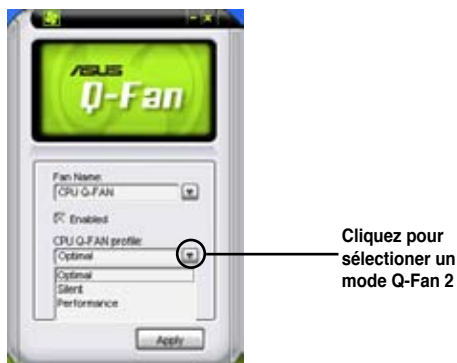 ASUS
Q-Fan
Fan Name:
CPU Q-FAN
Enabled
CPU Q-FAN profile:
Optimal
Optimal
Silent
Performance
Apply
Cliquez pour
sélectioner un
mode Q-Fan 2